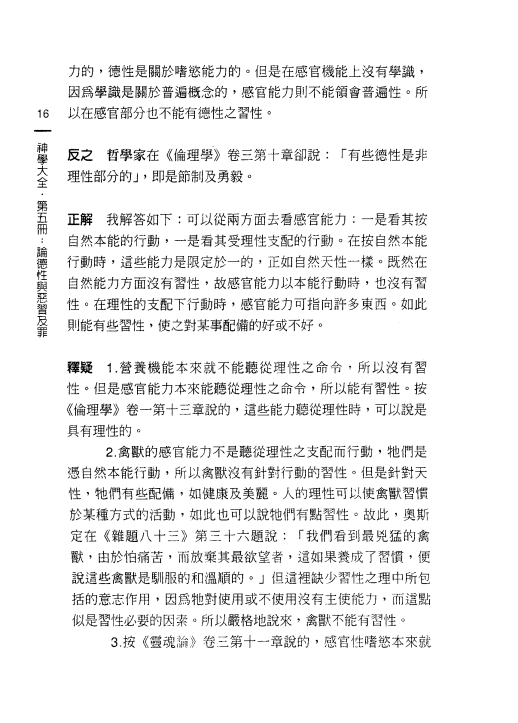 力的，德性是關於嗜慾能力的。但是在感官機能上沒有學識，
因爲學識是關於普遍概念的，感官能力則不能領會普遍性。所
以在感官部分也不能有德性之習性。
16
神學大全．第五冊：論德性與惡習及罪
反之　哲學家在《倫理學》卷三第十章卻說：「有些德性是非
理性部分的」，即是節制及勇毅。
正解　我解答如下：可以從兩方面去看感官能力：一是看其按
自然本能的行動，一是看其受理性支配的行動。在按自然本能
行動時，這些能力是限定於一的，正如自然天性一樣。既然在
自然能力方面沒有習性，故感官能力以本能行動時，也沒有習
性。在理性的支配下行動時，感官能力可指向許多東西。如此
則能有些習性，使之對某事配備的好或不好。
釋疑　1.營養機能本來就不能聽從理性之命令，所以沒有習
性。但是感官能力本來能聽從理性之命令，所以能有習性。按
《倫理學》卷一第十三章說的，這些能力聽從理性時，可以說是
具有理性的。
2.禽獸的感官能力不是聽從理性之支配而行動，牠們是
憑自然本能行動，所以禽獸沒有針對行動的習性。但是針對天
性，牠們有些配備，如健康及美麗。人的理性可以使禽獸習慣
於某種方式的活動，如此也可以說牠們有點習性。故此，奧斯
定在《雜題八十三》第三十六題說：「我們看到最兇猛的禽
獸，由於怕痛苦，而放棄其最欲望者，這如果養成了習慣，便
說這些禽獸是馴服的和溫順的。」但這裡缺少習性之理中所包
括的意志作用，因爲牠對使用或不使用沒有主使能力，而這點
似是習性必要的因素。所以嚴格地說來，禽獸不能有習性。
3.按《靈魂論》卷三第十一章說的，感官性嗜慾本來就